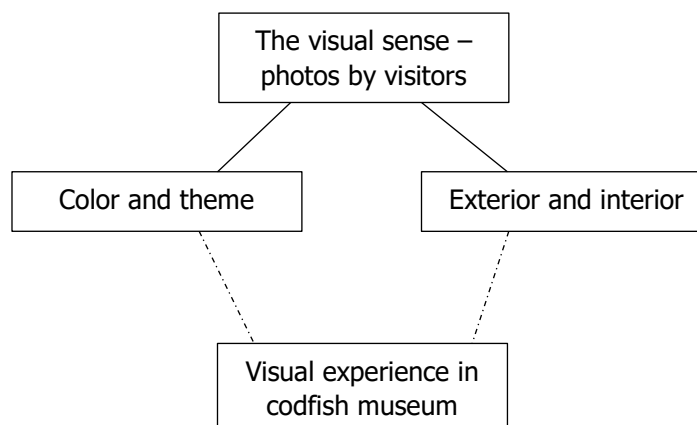 The visual sense –
photos by visitors
Color and theme
Exterior and interior
Visual experience in
codfish museum